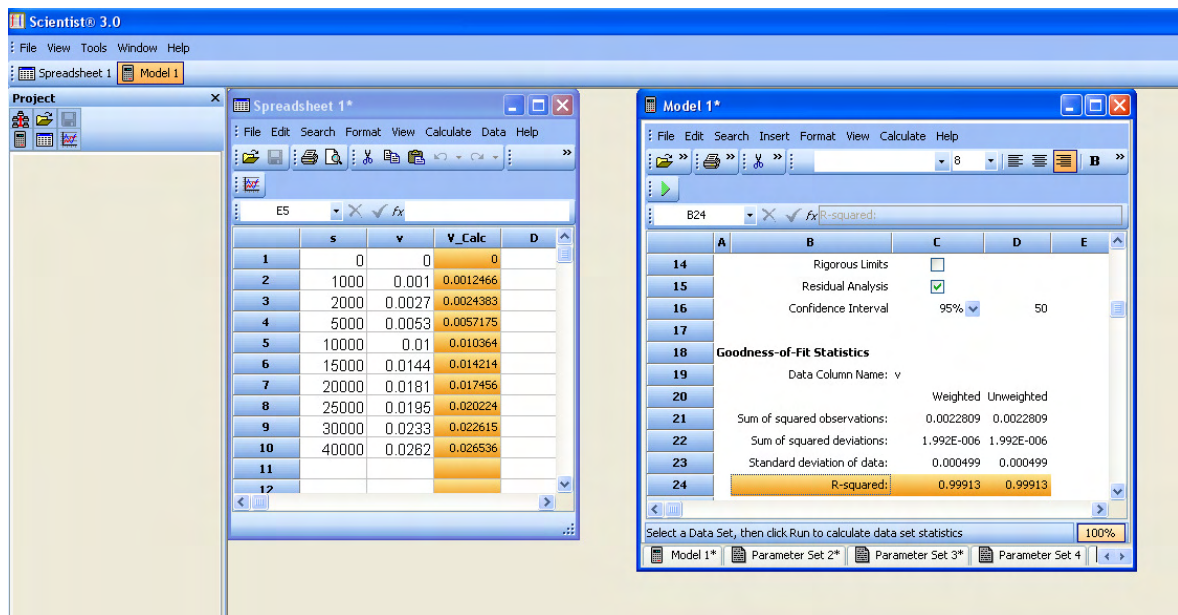 Scientist® 3.0
File View Tools Window Help
Spreadsheet 1 Model 1
Project
Spreadsheet 1*
File Edit Search Format View Calculate Data Help
E5 fx
s v V_Calc D
1 0 0 0
2 1000 0.001 0.0012466
3 2000 0.0027 0.0024383
4 5000 0.0053 0.0057175
5 10000 0.01 0.010364
6 15000 0.0144 0.014214
7 20000 0.0181 0.017456
8 25000 0.0195 0.020224
9 30000 0.0233 0.022615
10 40000 0.0262 0.026536
11
12
Model 1*
File Edit Search Insert Format View Calculate Help
8 B
B24 fx R-squared:
A B C D E
14 Rigorous Limits
15 Residual Analysis
16 Confidence Interval 95% 50
17
18 Goodness-of-Fit Statistics
19 Data Column Name: v
20 Weighted Unweighted
21 Sum of squared observations: 0.0022809 0.0022809
22 Sum of squared deviations: 1.992E-006 1.992E-006
23 Standard deviation of data: 0.000499 0.000499
24 R-squared: 0.99913 0.99913
Select a Data Set, then click Run to calculate data set statistics 100%
Model 1* Parameter Set 2* Parameter Set 3* Parameter Set 4